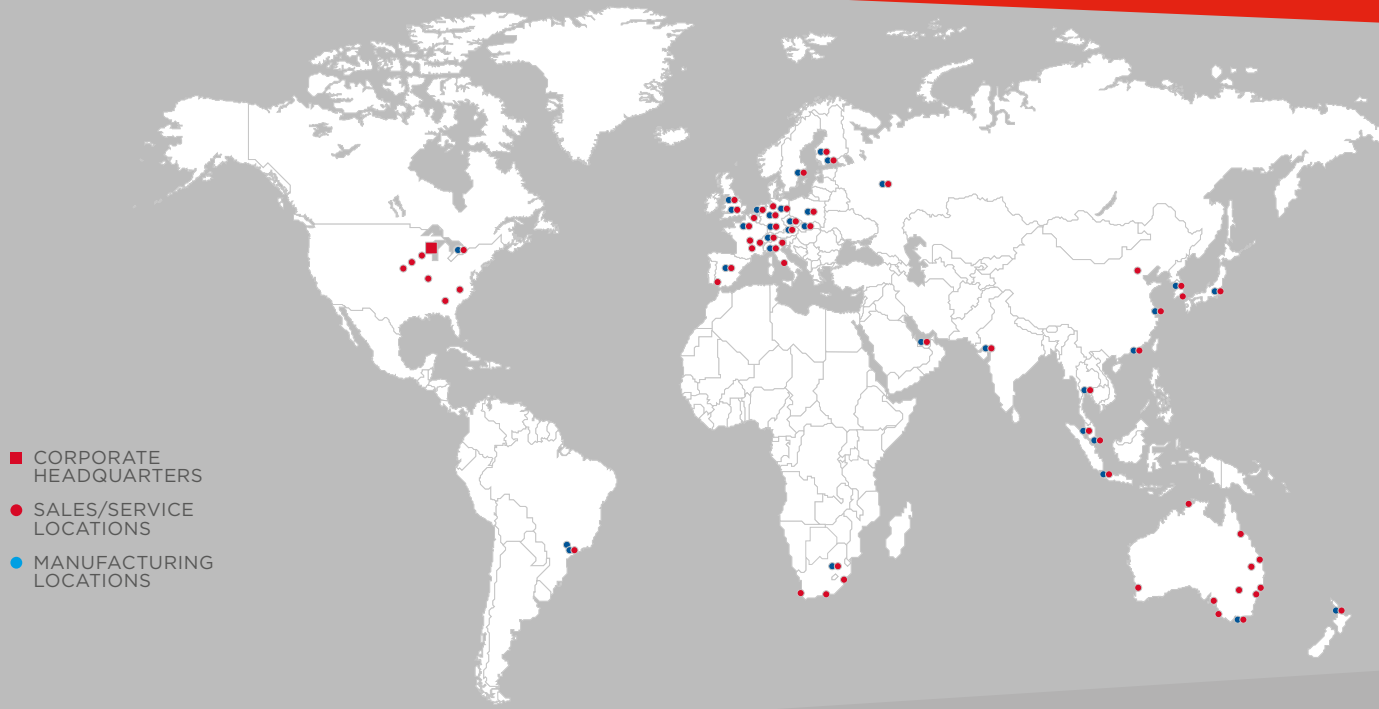 CORPORATE
HEADQUARTERS
SALES/SERVICE
LOCATIONS
MANUFACTURING
LOCATIONS